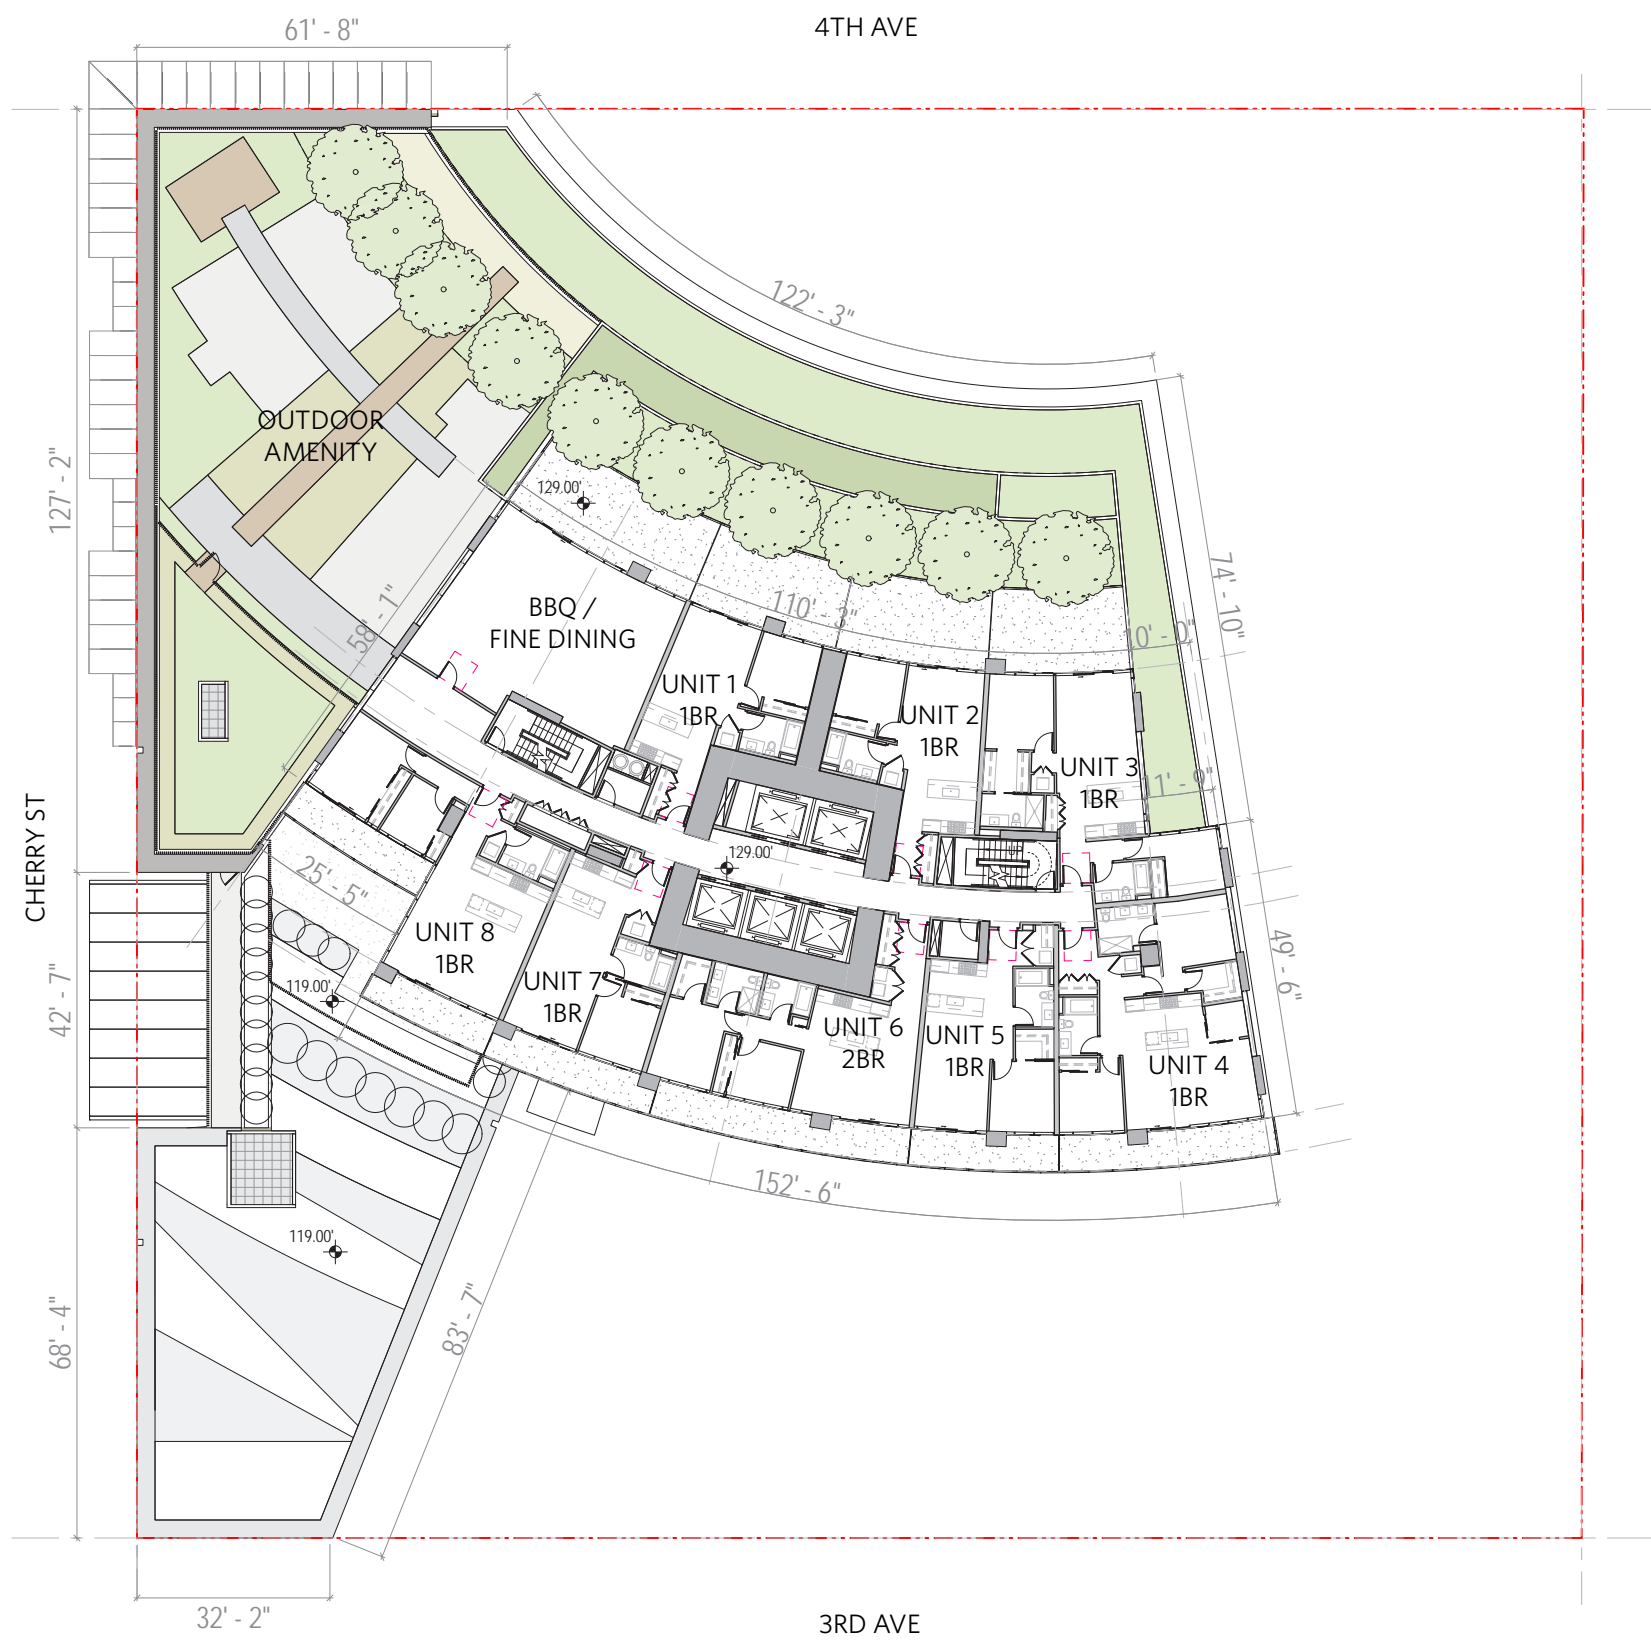 4TH AVE
61' - 8"
122' - 3"
OUTDOOR
AMENITY
127' - 2"
129.00'
74' - 10"
58' - 1"
BBQ /
FINE DINING
110' - 3"
10' - 0"
UNIT 1
1BR
UNIT 2
1BR
UNIT 3
1BR
11' - 9"
CHERRY ST
129.00'
25' - 5"
UNIT 8
1BR
UNIT 7
1BR
UNIT 6
2BR
UNIT 5
1BR
UNIT 4
1BR
49' - 6"
42' - 7"
119.00'
152' - 6"
119.00'
83' - 7"
68' - 4"
32' - 2"
3RD AVE